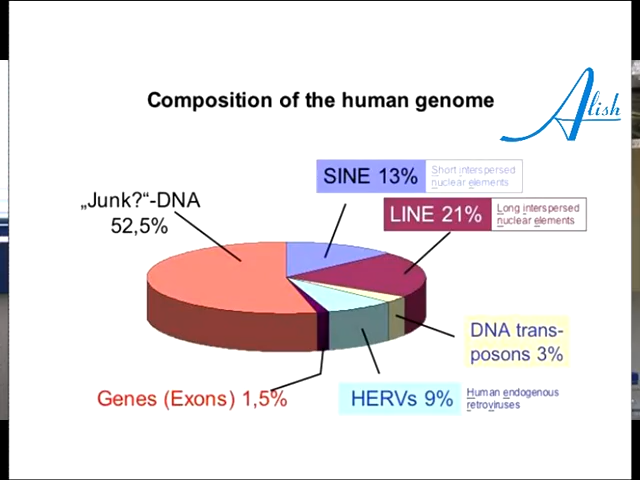 Composition of the human genome
Alish
SINE 13%
Short interspersed
nuclear elements
„Junk?“-DNA
52,5%
LINE 21%
Long interspersed
nuclear elements
DNA trans-
posons 3%
Genes (Exons) 1,5%
HERVs 9%
Human endogenous
retroviruses